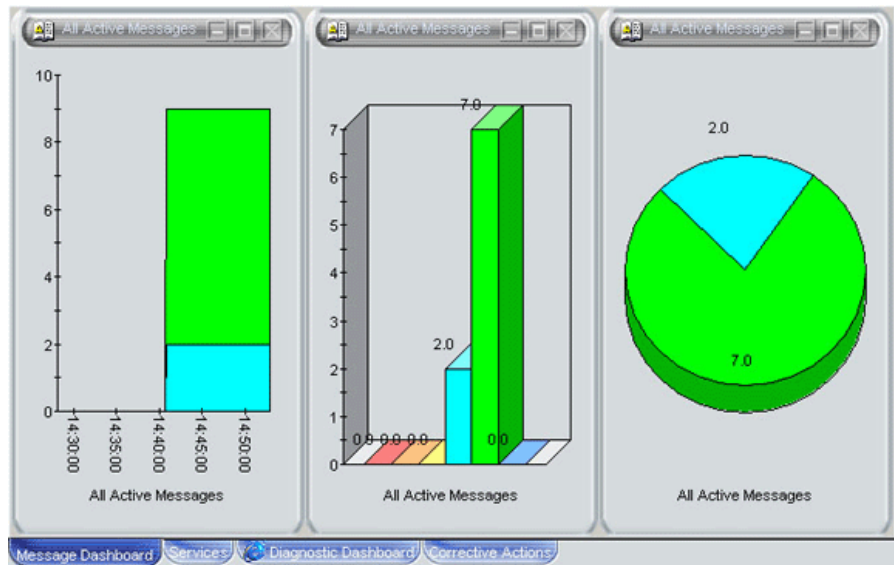 All Active Messages
10
8
6
4
2
0
14:30:00
14:35:00
14:40:00
14:45:00
14:50:00
All Active Messages
All Active Messages
7.0
7
6
5
4
3
2.0
2
1
0.0 0.0 0.0
0.0
0
All Active Messages
All Active Messages
2.0
7.0
All Active Messages
Message Dashboard
Services
Diagnostic Dashboard
Corrective Actions